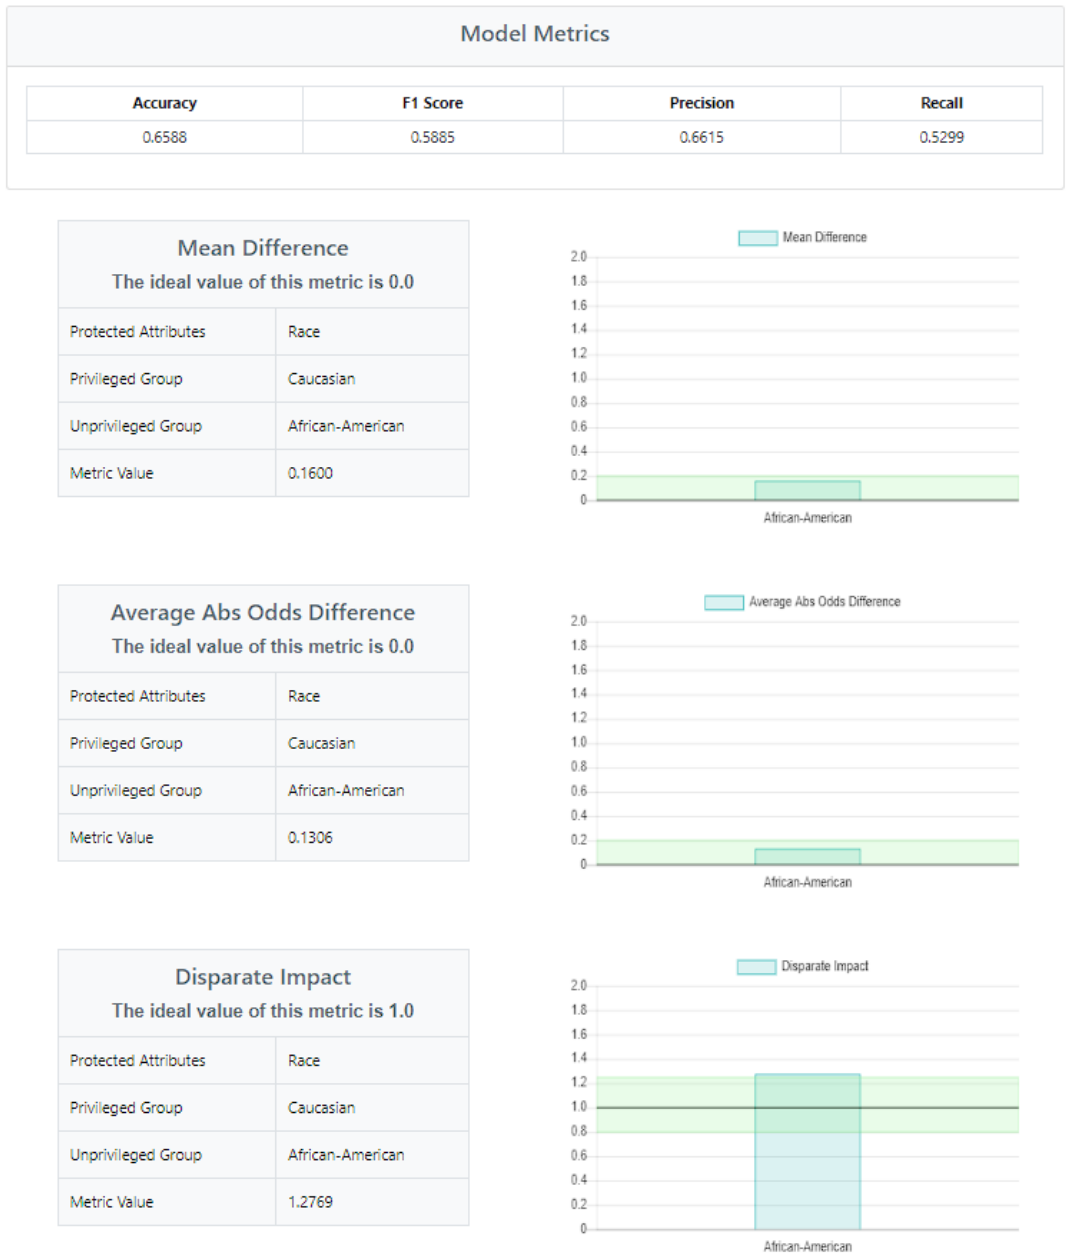 Model Metrics
Accuracy F1 Score Precision Recall
0.6588 0.5885 0.6615 0.5299
Mean Difference
The ideal value of this metric is 0.0
Protected Attributes Race
Privileged Group Caucasian
Unprivileged Group African-American
Metric Value 0.1600
Mean Difference
2.0
1.8
1.6
1.4
1.2
1.0
0.8
0.6
0.4
0.2
0
African-American
Average Abs Odds Difference
The ideal value of this metric is 0.0
Protected Attributes Race
Privileged Group Caucasian
Unprivileged Group African-American
Metric Value 0.1306
Average Abs Odds Difference
2.0
1.8
1.6
1.4
1.2
1.0
0.8
0.6
0.4
0.2
0
African-American
Disparate Impact
The ideal value of this metric is 1.0
Protected Attributes Race
Privileged Group Caucasian
Unprivileged Group African-American
Metric Value 1.2769
Disparate Impact
2.0
1.8
1.6
1.4
1.2
1.0
0.8
0.6
0.4
0.2
0
African-American